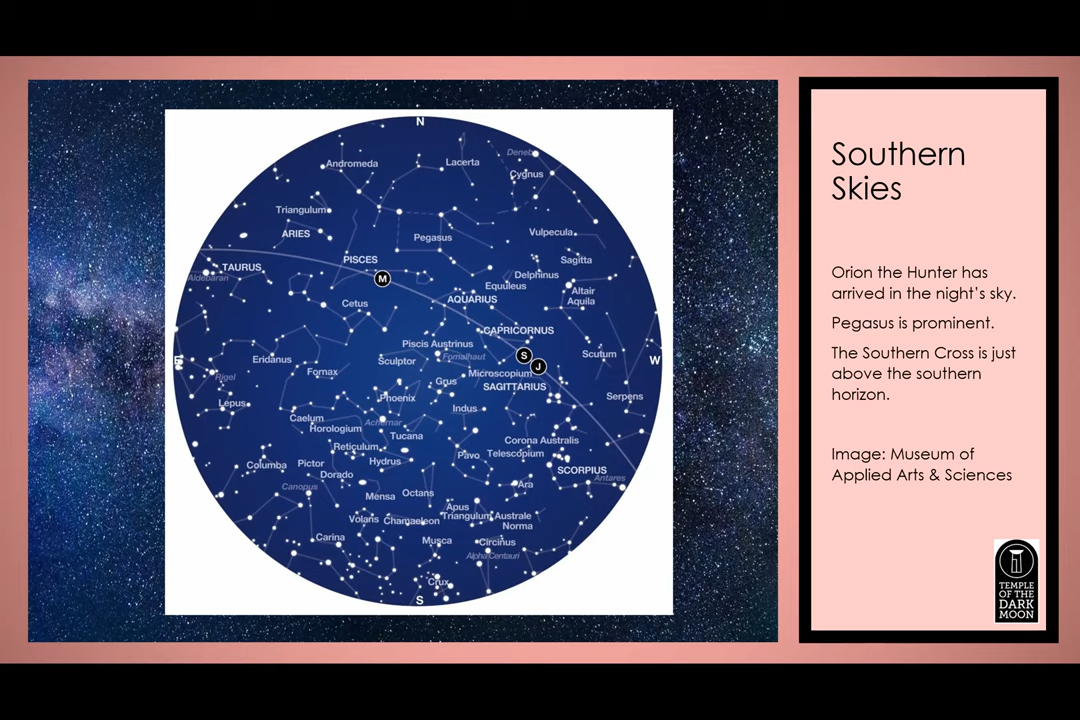 N
Andromeda
Lacerta
Deneb
Cygnus
Triangulum
ARIES
Pegasus
Vulpecula
PISCES
Sagitta
TAURUS
Aldebaran
M
Delphinus
Equuleus
Altair
Aquila
Cetus
AQUARIUS
CAPRICORNUS
Piscis Austrinus
Fomalhaut
S
J
Scutum
E
W
Eridanus
Sculptor
Fornax
Microscopium
SAGITTARIUS
Rigel
Grus
Lepus
Phoenix
Serpens
Indus
Caelum
Achernar
Horologium
Tucana
Corona Australis
Reticulum
Telescopium
Pavo
Columba
Pictor
Hydrus
SCORPIUS
Dorado
Antares
Canopus
Ara
Mensa
Octans
Apus
Volans
Chamaeleon
Triangulum Australe
Norma
Carina
Musca
Circinus
Alpha Centauri
Crux
S
Southern
Skies
Orion the Hunter has
arrived in the night's sky.
Pegasus is prominent.
The Southern Cross is just
above the southern
horizon.
Image: Museum of
Applied Arts & Sciences
TEMPLE
OF THE
DARK
MOON